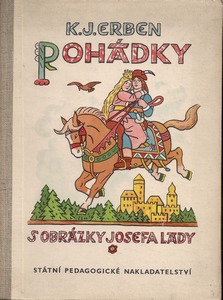 K. J. ERBEN
POHÁDKY
S OBRÁZKY JOSEFA LADY
STÁTNÍ PEDAGOGICKÉ NAKLADATELSTVÍ